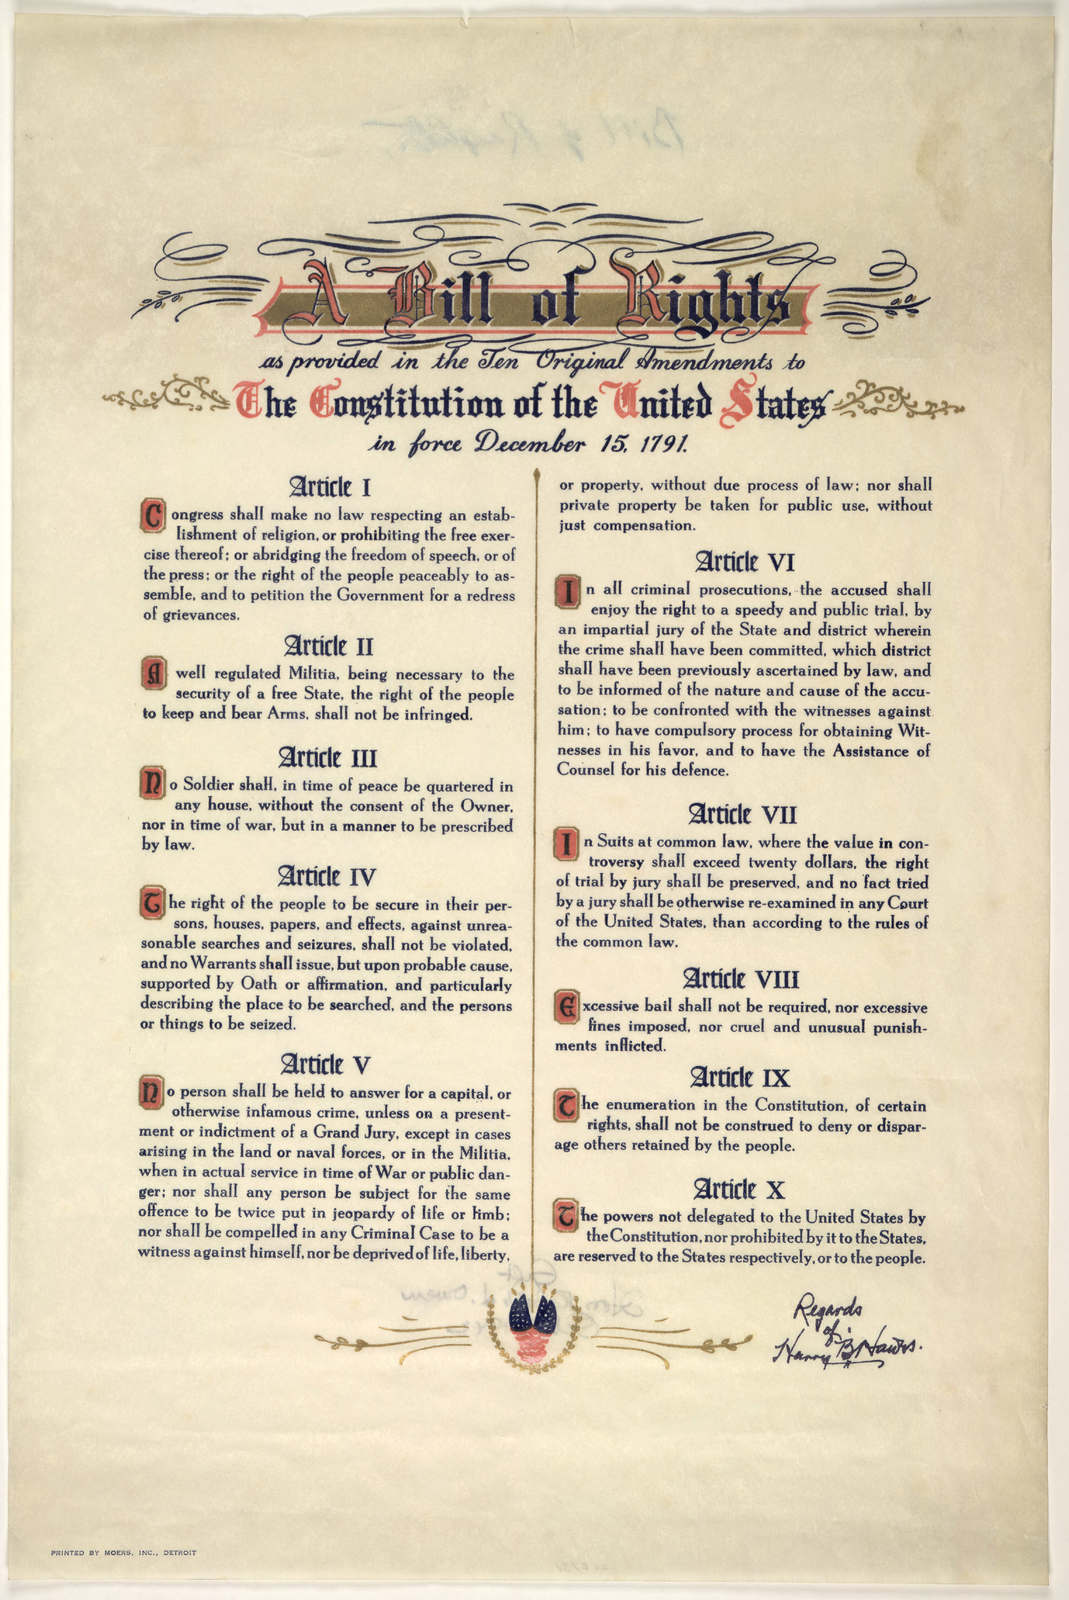 A Bill of Rights
as provided in the Ten Original Amendments to
The Constitution of the United States
in force December 15, 1791.
Article I
Congress shall make no law respecting an estab-
lishment of religion, or prohibiting the free exer-
cise thereof; or abridging the freedom of speech, or of
the press; or the right of the people peaceably to as-
semble, and to petition the Government for a redress
of grievances.
Article II
A well regulated Militia, being necessary to the
security of a free State, the right of the people
to keep and bear Arms, shall not be infringed.
Article III
No Soldier shall, in time of peace be quartered in
any house, without the consent of the Owner,
nor in time of war, but in a manner to be prescribed
by law.
Article IV
The right of the people to be secure in their per-
sons, houses, papers, and effects, against unrea-
sonable searches and seizures, shall not be violated,
and no Warrants shall issue, but upon probable cause,
supported by Oath or affirmation, and particularly
describing the place to be searched, and the persons
or things to be seized.
Article V
No person shall be held to answer for a capital, or
otherwise infamous crime, unless on a present-
ment or indictment of a Grand Jury, except in cases
arising in the land or naval forces, or in the Militia,
when in actual service in time of War or public dan-
ger; nor shall any person be subject for the same
offence to be twice put in jeopardy of life or limb;
nor shall be compelled in any Criminal Case to be a
witness against himself, nor be deprived of life, liberty,
or property, without due process of law; nor shall
private property be taken for public use, without
just compensation.
Article VI
In all criminal prosecutions, the accused shall
enjoy the right to a speedy and public trial, by
an impartial jury of the State and district wherein
the crime shall have been committed, which district
shall have been previously ascertained by law, and
to be informed of the nature and cause of the accu-
sation; to be confronted with the witnesses against
him; to have compulsory process for obtaining Wit-
nesses in his favor, and to have the Assistance of
Counsel for his defence.
Article VII
In Suits at common law, where the value in con-
troversy shall exceed twenty dollars, the right
of trial by jury shall be preserved, and no fact tried
by a jury shall be otherwise re-examined in any Court
of the United States, than according to the rules of
the common law.
Article VIII
Excessive bail shall not be required, nor excessive
fines imposed, nor cruel and unusual punish-
ments inflicted.
Article IX
The enumeration in the Constitution, of certain
rights, shall not be construed to deny or dispar-
age others retained by the people.
Article X
The powers not delegated to the United States by
the Constitution, nor prohibited by it to the States,
are reserved to the States respectively, or to the people.
Regards
of
Harry B
PRINTED BY MOERS, INC., DETROIT